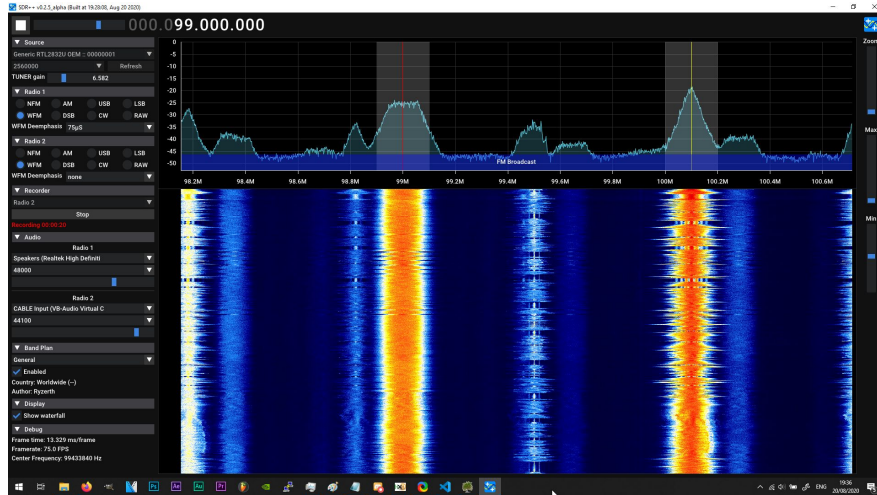 SDR++ v0.2.5_alpha (Built at 19:28:08, Aug 20 2020)
000.099.000.000
Source
Generic RTL2832U OEM :: 00000001
2560000 Refresh
TUNER gain 6.582
Radio 1
NFM AM USB LSB
WFM DSB CW RAW
WFM Deemphasis 75µS
Radio 2
NFM AM USB LSB
WFM DSB CW RAW
WFM Deemphasis none
Recorder
Radio 2
Stop
Recording 00:00:20
Audio
Radio 1
Speakers (Realtek High Definiti
48000
Radio 2
CABLE Input (VB-Audio Virtual C
44100
Band Plan
General
Enabled
Country: Worldwide (--)
Author: Ryzerth
Display
Show waterfall
Debug
Frame time: 13.329 ms/frame
Framerate: 75.0 FPS
Center Frequency: 99433840 Hz
0
-5
-10
-15
-20
-25
-30
-35
-40
-45
-50
FM Broadcast
98.2M 98.4M 98.6M 98.8M 99M 99.2M 99.4M 99.6M 99.8M 100M 100.2M 100.4M 100.6M
Zoom
Max
Min
Ps Ae Au Pr
ENG
19:36
20/08/2020